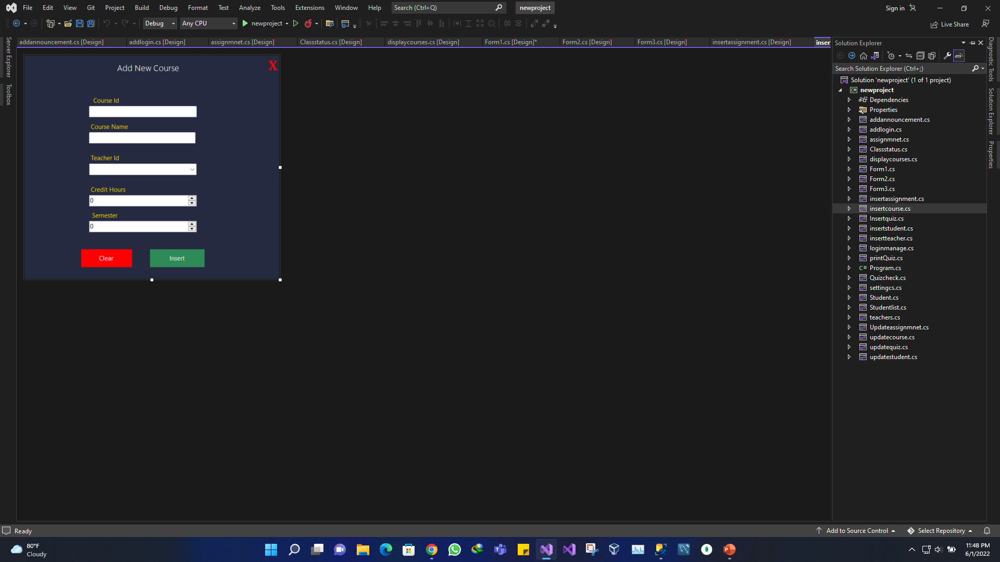 File Edit View Git Project Build Debug Format Test Analyze Tools Extensions Window Help Search (Ctrl+Q) newproject Sign in
Debug Any CPU newproject Live Share
Server Explorer
Toolbox
addannouncement.cs [Design] addlogin.cs [Design] assignmnet.cs [Design] Classstatus.cs [Design] displaycourses.cs [Design] Form1.cs [Design]* Form2.cs [Design] Form3.cs [Design] insertassignment.cs [Design] inser
Add New Course
X
Course Id
Course Name
Teacher Id
Credit Hours
0
Semester
0
Clear Insert
Solution Explorer
Search Solution Explorer (Ctrl+;)
Solution 'newproject' (1 of 1 project)
C# newproject
Dependencies
Properties
addannouncement.cs
addlogin.cs
assignmnet.cs
Classstatus.cs
displaycourses.cs
Form1.cs
Form2.cs
Form3.cs
insertassignment.cs
insertcourse.cs
Insertquiz.cs
insertstudent.cs
insertteacher.cs
loginmanage.cs
printQuiz.cs
C# Program.cs
Quizcheck.cs
settingcs.cs
Student.cs
Studentlist.cs
teachers.cs
Updateassignmnet.cs
updatecourse.cs
updatequiz.cs
updatestudent.cs
Diagnostic Tools
Solution Explorer
Properties
Ready Add to Source Control Select Repository
80°F
Cloudy
11:48 PM
6/1/2022